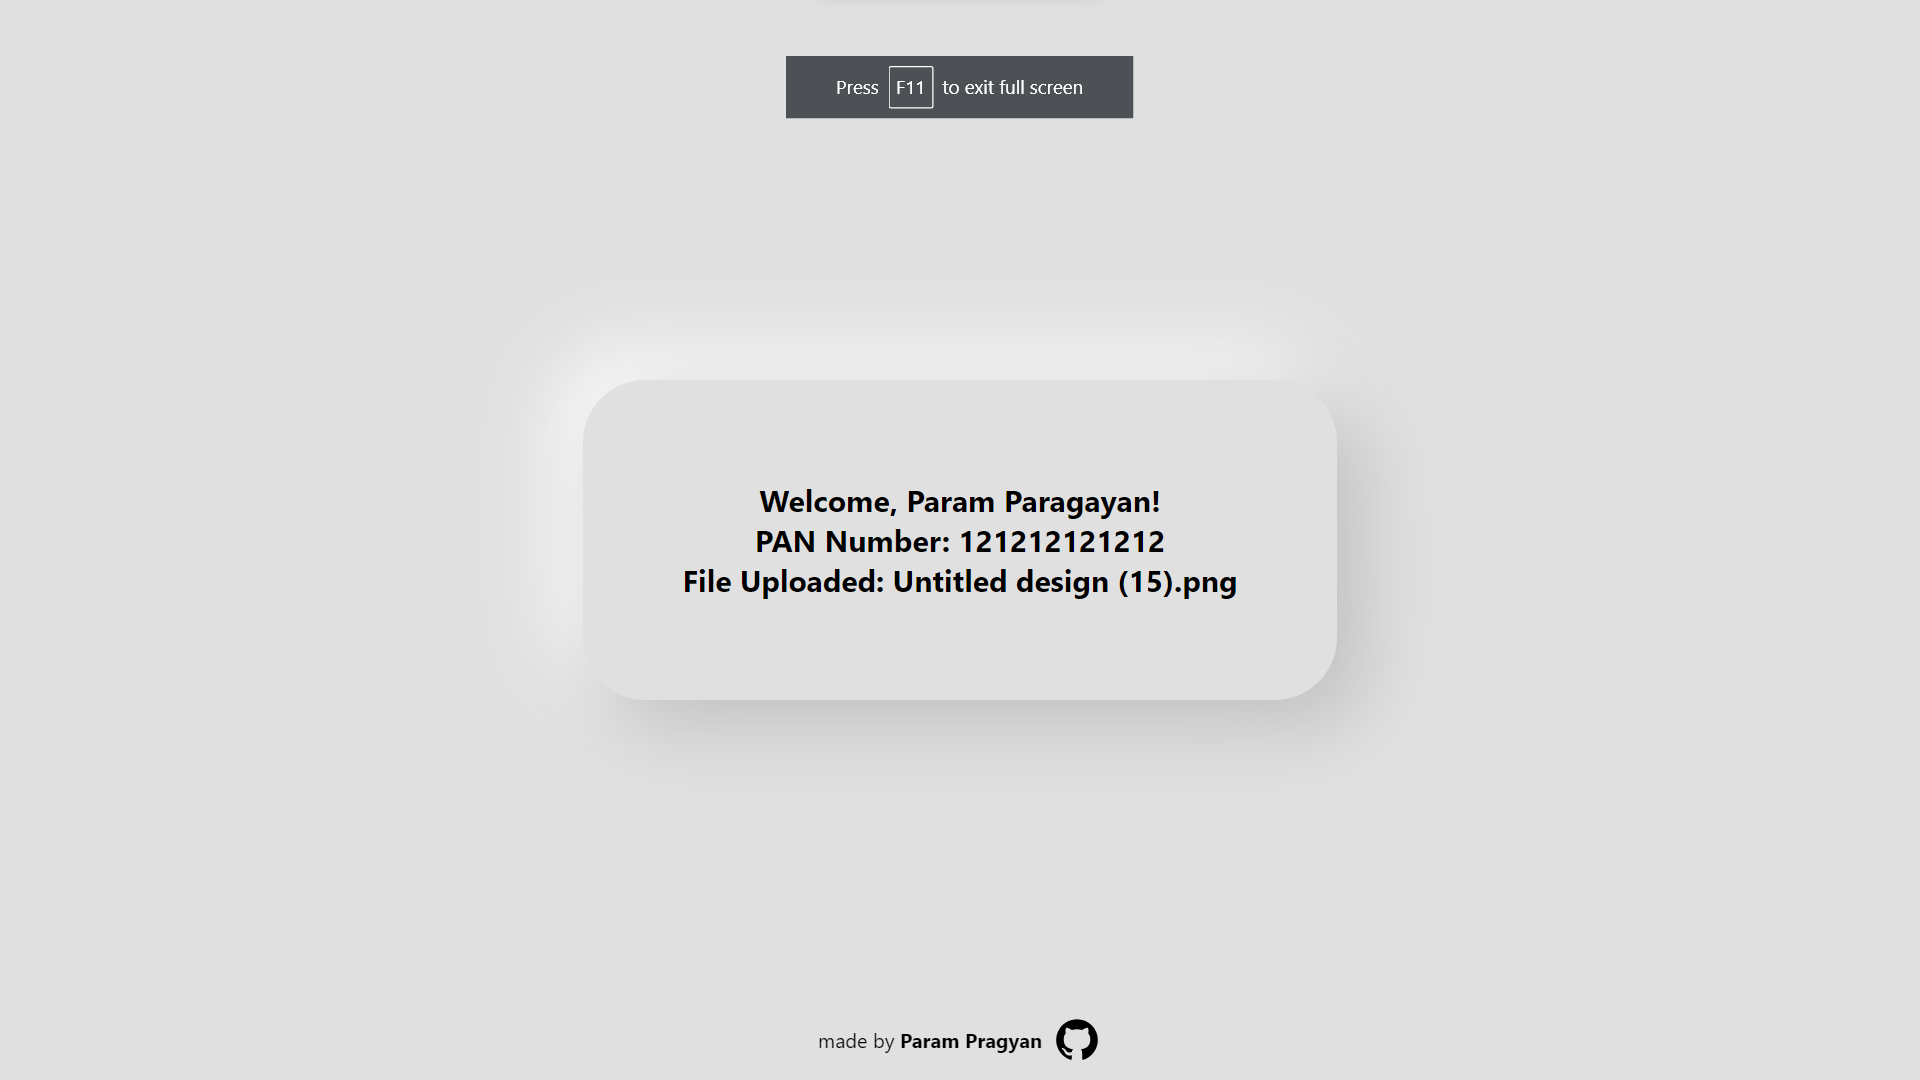 Press F11 to exit full screen
Welcome, Param Paragayan!
PAN Number: 121212121212
File Uploaded: Untitled design (15).png
made by Param Pragyan